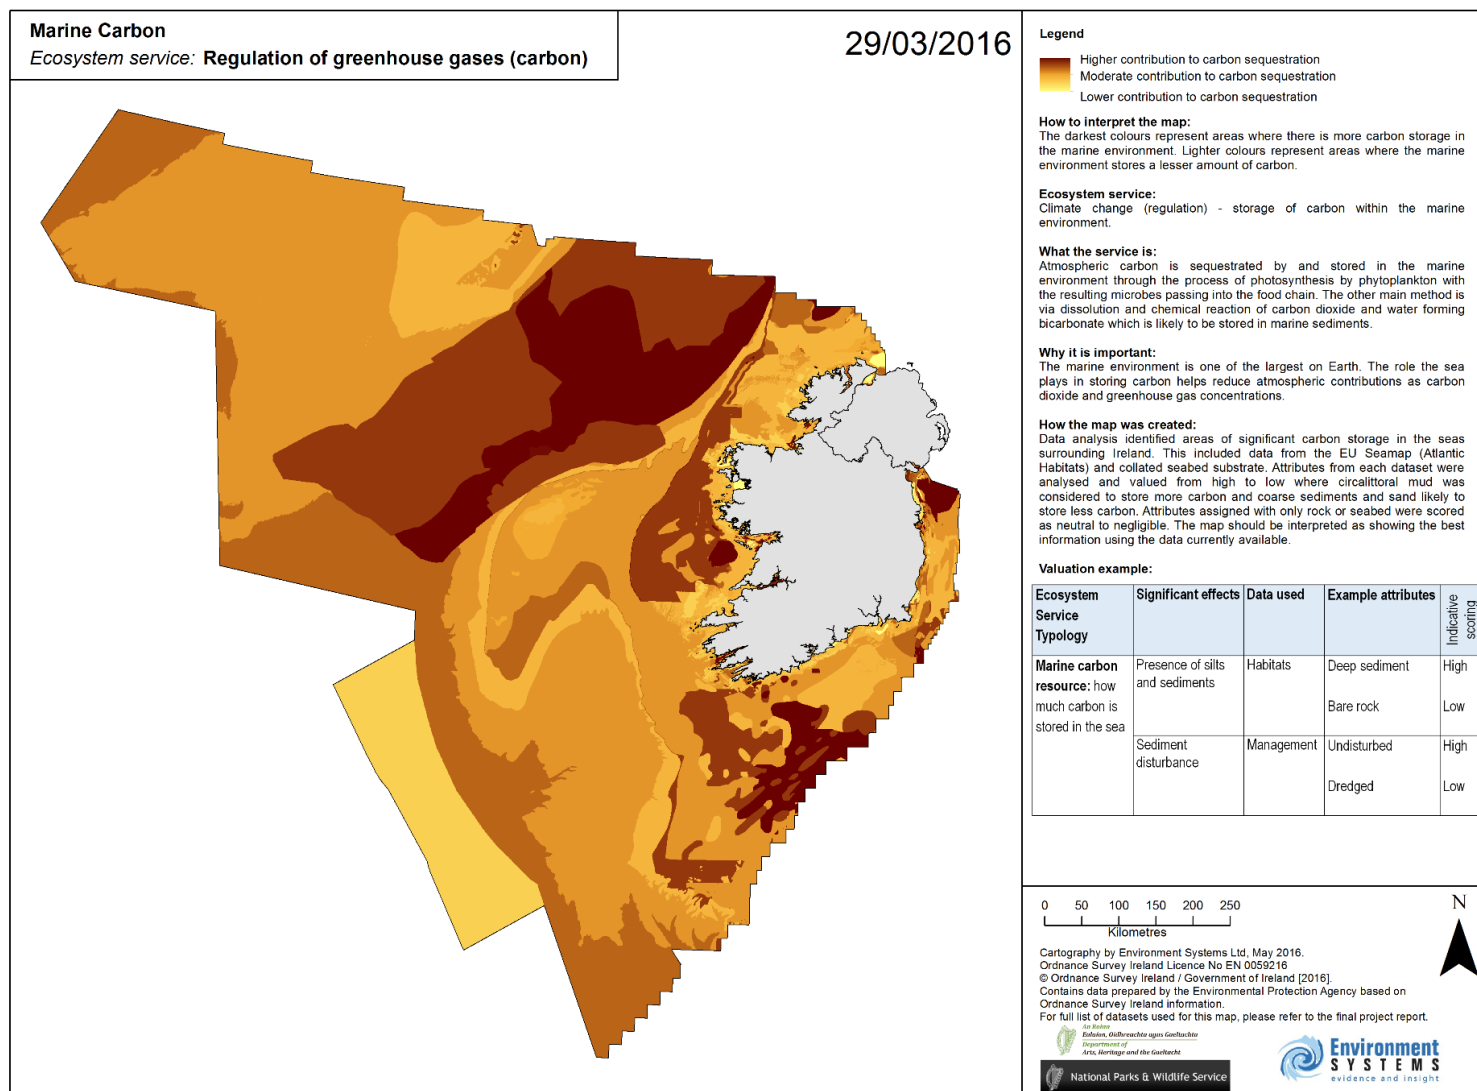 Marine Carbon
Ecosystem service: Regulation of greenhouse gases (carbon)
29/03/2016
Legend
Higher contribution to carbon sequestration
Moderate contribution to carbon sequestration
Lower contribution to carbon sequestration
How to interpret the map:
The darkest colours represent areas where there is more carbon storage in
the marine environment. Lighter colours represent areas where the marine
environment stores a lesser amount of carbon.
Ecosystem service:
Climate change (regulation) - storage of carbon within the marine
environment.
What the service is:
Atmospheric carbon is sequestrated by and stored in the marine
environment through the process of photosynthesis by phytoplankton with
the resulting microbes passing into the food chain. The other main method is
via dissolution and chemical reaction of carbon dioxide and water forming
bicarbonate which is likely to be stored in marine sediments.
Why it is important:
The marine environment is one of the largest on Earth. The role the sea
plays in storing carbon helps reduce atmospheric contributions as carbon
dioxide and greenhouse gas concentrations.
How the map was created:
Data analysis identified areas of significant carbon storage in the seas
surrounding Ireland. This included data from the EU Seamap (Atlantic
Habitats) and collated seabed substrate. Attributes from each dataset were
analysed and valued from high to low where circalittoral mud was
considered to store more carbon and coarse sediments and sand likely to
store less carbon. Attributes assigned with only rock or seabed were scored
as neutral to negligible. The map should be interpreted as showing the best
information using the data currently available.
Valuation example:
Ecosystem Service Typology
Significant effects
Data used
Example attributes
Indicative scoring
Marine carbon resource: how much carbon is stored in the sea
Presence of silts and sediments
Habitats
Deep sediment
High
Bare rock
Low
Sediment disturbance
Management
Undisturbed
High
Dredged
Low
0 50 100 150 200 250
Kilometres
N
Cartography by Environment Systems Ltd, May 2016.
Ordnance Survey Ireland Licence No EN 0059216
© Ordnance Survey Ireland / Government of Ireland [2016].
Contains data prepared by the Environmental Protection Agency based on
Ordnance Survey Ireland information.
For full list of datasets used for this map, please refer to the final project report.
An Roinn
Ealaíon, Oidhreachta agus Gaeltachta
Department of
Arts, Heritage and the Gaeltacht
National Parks & Wildlife Service
Environment
SYSTEMS
evidence and insight